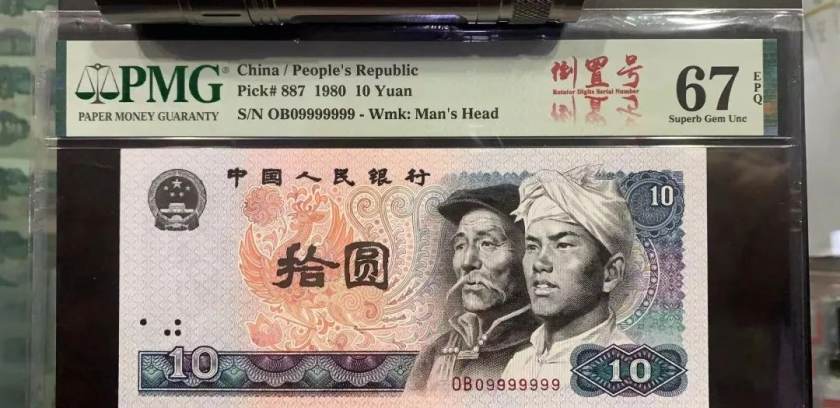 PMG
PAPER MONEY GUARANTY
China / People's Republic
Pick# 887 1980 10 Yuan
S/N OB09999999 - Wmk: Man's Head
倒置号
Rotator Digits Serial Number
67
EPQ
Superb Gem Unc
中国人民银行
10
拾圆
10
OB09999999
10